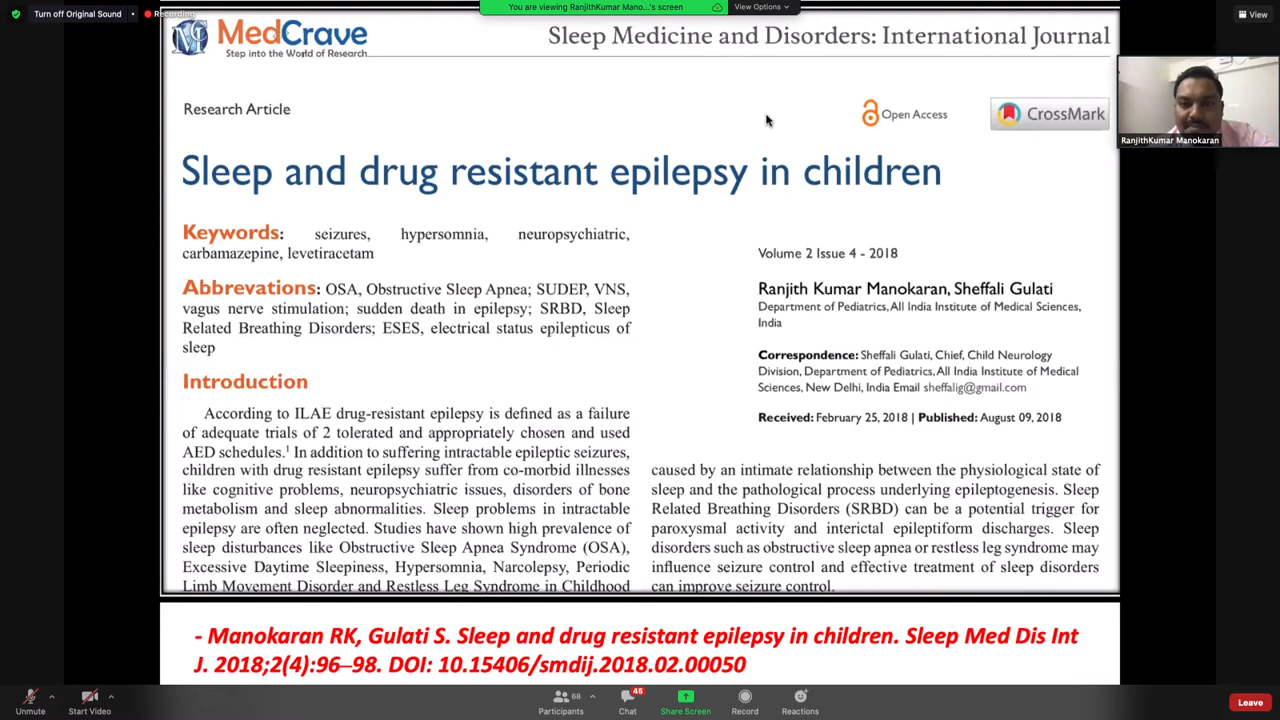 Turn off Original Sound
Recording
You are viewing RanjithKumar Mano...'s screen
View Options
View
MedCrave
Step into the World of Research
Sleep Medicine and Disorders: International Journal
Research Article
Open Access
CrossMark
RanjithKumar Manokaran
Sleep and drug resistant epilepsy in children
Keywords: seizures, hypersomnia, neuropsychiatric,
carbamazepine, levetiracetam
Abbrevations: OSA, Obstructive Sleep Apnea; SUDEP, VNS,
vagus nerve stimulation; sudden death in epilepsy; SRBD, Sleep
Related Breathing Disorders; ESES, electrical status epilepticus of
sleep
Introduction
According to ILAE drug-resistant epilepsy is defined as a failure
of adequate trials of 2 tolerated and appropriately chosen and used
AED schedules.1 In addition to suffering intractable epileptic seizures,
children with drug resistant epilepsy suffer from co-morbid illnesses
like cognitive problems, neuropsychiatric issues, disorders of bone
metabolism and sleep abnormalities. Sleep problems in intractable
epilepsy are often neglected. Studies have shown high prevalence of
sleep disturbances like Obstructive Sleep Apnea Syndrome (OSA),
Excessive Daytime Sleepiness, Hypersomnia, Narcolepsy, Periodic
Limb Movement Disorder and Restless Leg Syndrome in Childhood
Volume 2 Issue 4 - 2018
Ranjith Kumar Manokaran, Sheffali Gulati
Department of Pediatrics, All India Institute of Medical Sciences,
India
Correspondence: Sheffali Gulati, Chief, Child Neurology
Division, Department of Pediatrics, All India Institute of Medical
Sciences, New Delhi, India Email sheffalig@gmail.com
Received: February 25, 2018 | Published: August 09, 2018
caused by an intimate relationship between the physiological state of
sleep and the pathological process underlying epileptogenesis. Sleep
Related Breathing Disorders (SRBD) can be a potential trigger for
paroxysmal activity and interictal epileptiform discharges. Sleep
disorders such as obstructive sleep apnea or restless leg syndrome may
influence seizure control and effective treatment of sleep disorders
can improve seizure control.
- Manokaran RK, Gulati S. Sleep and drug resistant epilepsy in children. Sleep Med Dis Int
J. 2018;2(4):96–98. DOI: 10.15406/smdij.2018.02.00050
Unmute
Start Video
68
Participants
46
Chat
Share Screen
Record
Reactions
Leave